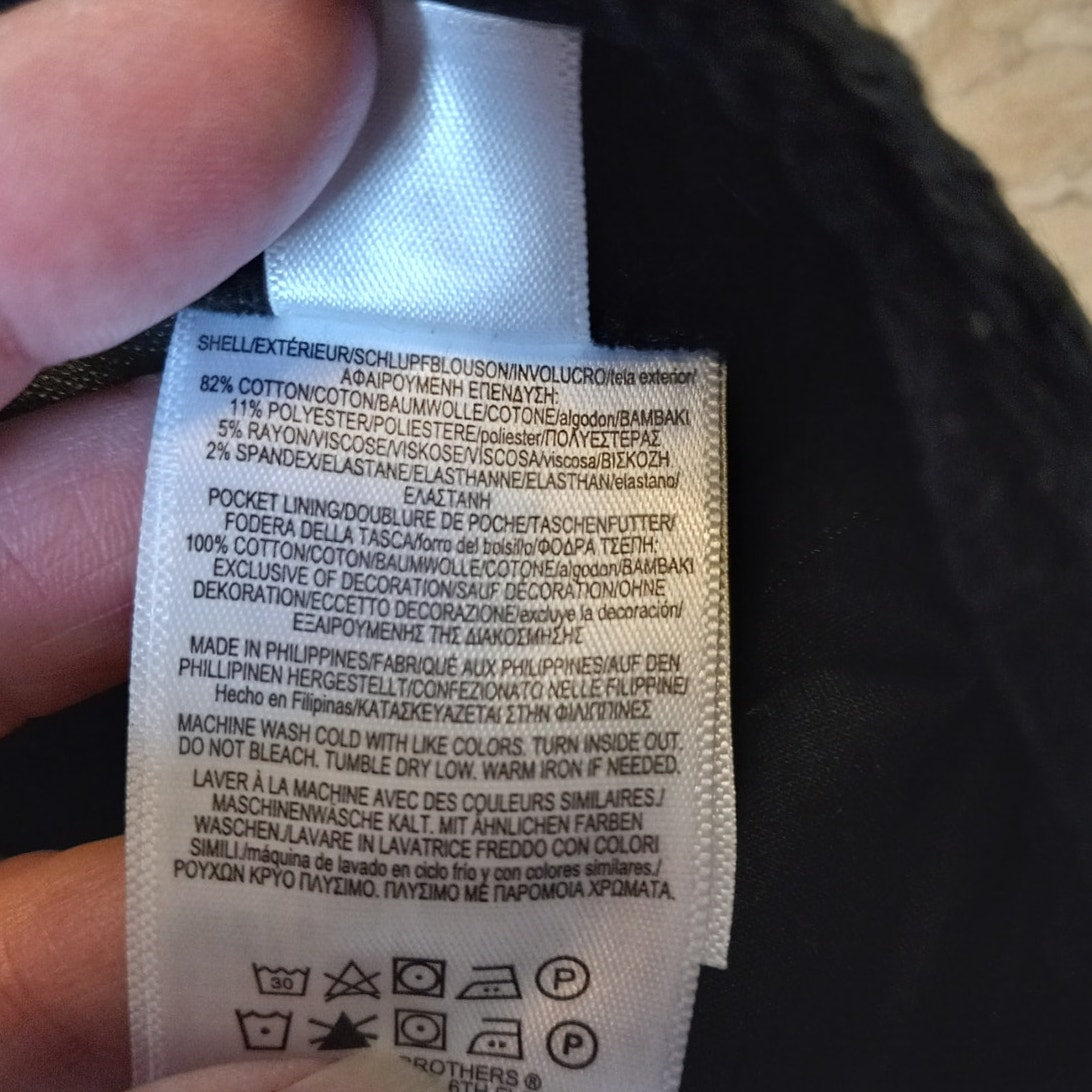 SHELL/EXTÉRIEUR/SCHLUPFBLOUSON/INVOLUCRO/tela exterior/
ΑΦΑΙΡΟΥΜΕΝΗ ΕΠΕΝΔΥΣΗ:
82% COTTON/COTON/BAUMWOLLE/COTONE/algodon/BAMBAKI
11% POLYESTER/POLIESTERE/poliester/ΠΟΛΥΕΣΤΕΡΑΣ
5% RAYON/VISCOSE/VISKOSE/VISCOSA/viscosa/ΒΙΣΚΟΖΗ
2% SPANDEX/ELASTANE/ELASTHANNE/ELASTHAN/elastano/
ΕΛΑΣΤΑΝΗ
POCKET LINING/DOUBLURE DE POCHE/TASCHENFUTTER/
FODERA DELLA TASCA/forro del bolsillo/ΦΟΔΡΑ ΤΣΕΠΗ:
100% COTTON/COTON/BAUMWOLLE/COTONE/algodon/BAMBAKI
EXCLUSIVE OF DECORATION/SAUF DÉCORATION/OHNE
DEKORATION/ECCETTO DECORAZIONE/excluye la decoración/
ΕΞΑΙΡΟΥΜΕΝΗΣ ΤΗΣ ΔΙΑΚΟΣΜΗΣΗΣ
MADE IN PHILIPPINES/FABRIQUÉ AUX PHILIPPINES/AUF DEN
PHILLIPINEN HERGESTELLT/CONFEZIONATO NELLE FILIPPINE/
Hecho en Filipinas/ΚΑΤΑΣΚΕΥΑΖΕΤΑΙ ΣΤΗΝ ΦΙΛΙΠΠΙΝΕΣ
MACHINE WASH COLD WITH LIKE COLORS. TURN INSIDE OUT.
DO NOT BLEACH. TUMBLE DRY LOW. WARM IRON IF NEEDED.
LAVER À LA MACHINE AVEC DES COULEURS SIMILAIRES./
MASCHINENWÄSCHE KALT. MIT ÄHNLICHEN FARBEN
WASCHEN./LAVARE IN LAVATRICE FREDDO CON COLORI
SIMILI./máquina de lavado en ciclo frio y con colores similares./
ΡΟΥΧΩΝ ΚΡΥΟ ΠΛΥΣΙΜΟ. ΠΛΥΣΙΜΟ ΜΕ ΠΑΡΟΜΟΙΑ ΧΡΩΜΑΤΑ.
30 P
P
BROTHERS ®
6TH